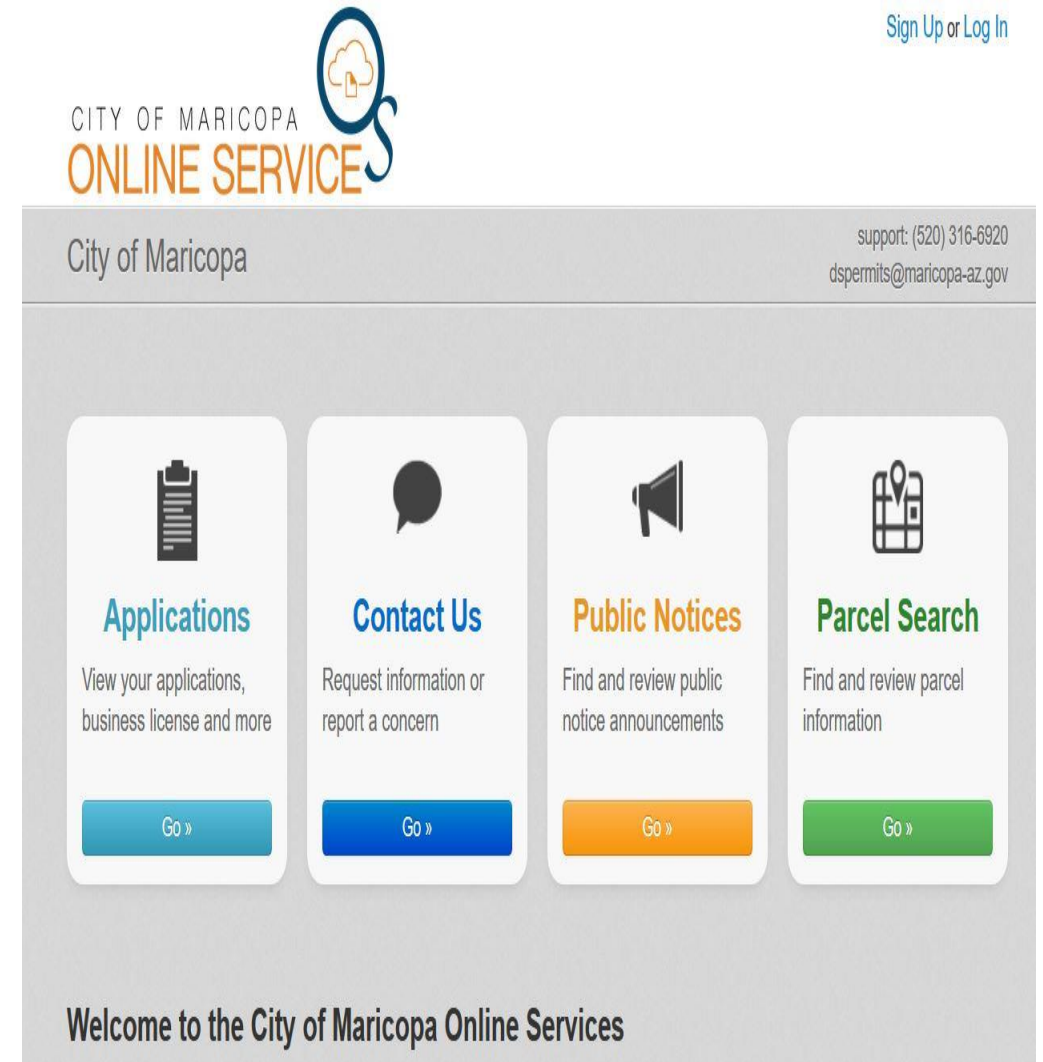 Sign Up or Log In
CITY OF MARICOPA
ONLINE SERVICES
City of Maricopa
support: (520) 316-6920
dspermits@maricopa-az.gov
Applications
View your applications,
business license and more
Go »
Contact Us
Request information or
report a concern
Go »
Public Notices
Find and review public
notice announcements
Go »
Parcel Search
Find and review parcel
information
Go »
Welcome to the City of Maricopa Online Services